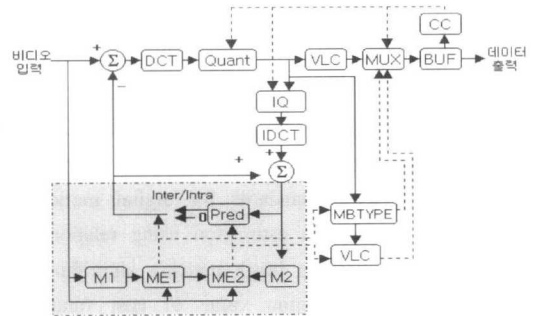 CC
비디오
입력
+
Σ
DCT
Quant
VLC
MUX
BUF
데이터
출력
−
IQ
IDCT
+
+
Σ
Inter/Intra
0
Pred
MBTYPE
VLC
M1
ME1
ME2
M2